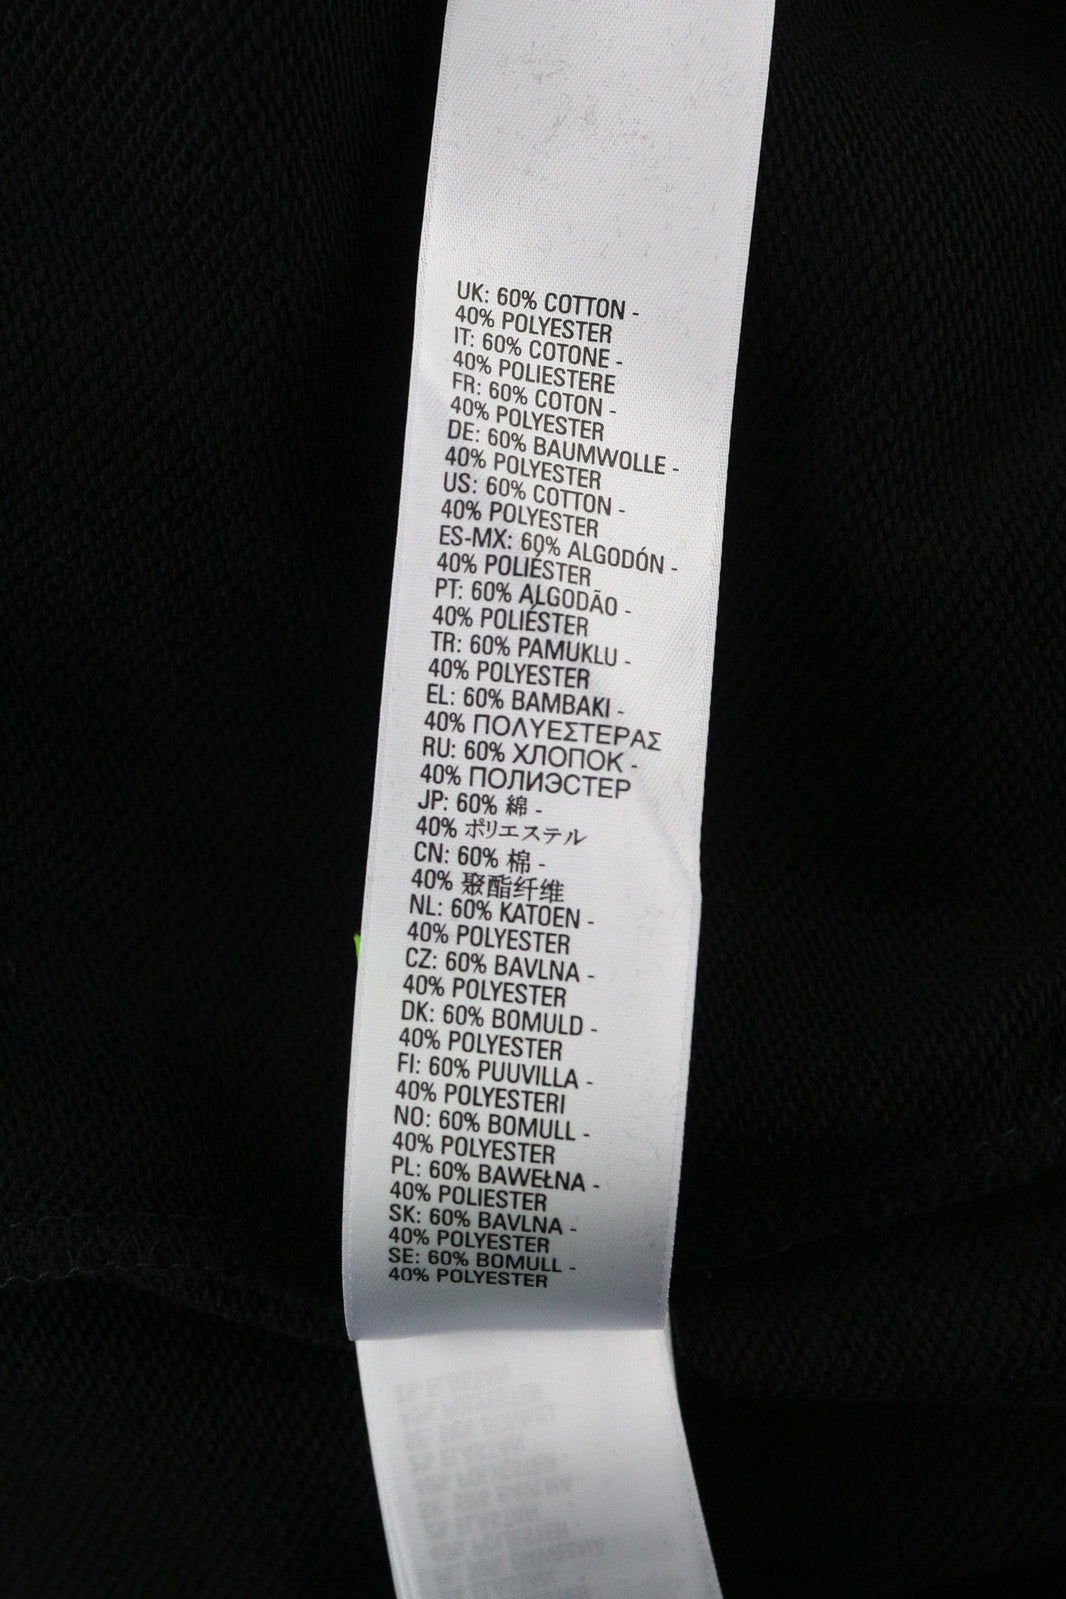 UK: 60% COTTON -
40% POLYESTER
IT: 60% COTONE -
40% POLIESTERE
FR: 60% COTON -
40% POLYESTER
DE: 60% BAUMWOLLE -
40% POLYESTER
US: 60% COTTON -
40% POLYESTER
ES-MX: 60% ALGODÓN -
40% POLIÉSTER
PT: 60% ALGODÃO -
40% POLIÉSTER
TR: 60% PAMUKLU -
40% POLYESTER
EL: 60% ΒΑΜΒΑΚΙ -
40% ΠΟΛΥΕΣΤΕΡΑΣ
RU: 60% ХЛОПОК -
40% ПОЛИЭСТЕР
JP: 60% 綿 -
40% ポリエステル
CN: 60% 棉 -
40% 聚酯纤维
NL: 60% KATOEN -
40% POLYESTER
CZ: 60% BAVLNA -
40% POLYESTER
DK: 60% BOMULD -
40% POLYESTER
FI: 60% PUUVILLA -
40% POLYESTERI
NO: 60% BOMULL -
40% POLYESTER
PL: 60% BAWEŁNA -
40% POLIESTER
SK: 60% BAVLNA -
40% POLYESTER
SE: 60% BOMULL -
40% POLYESTER